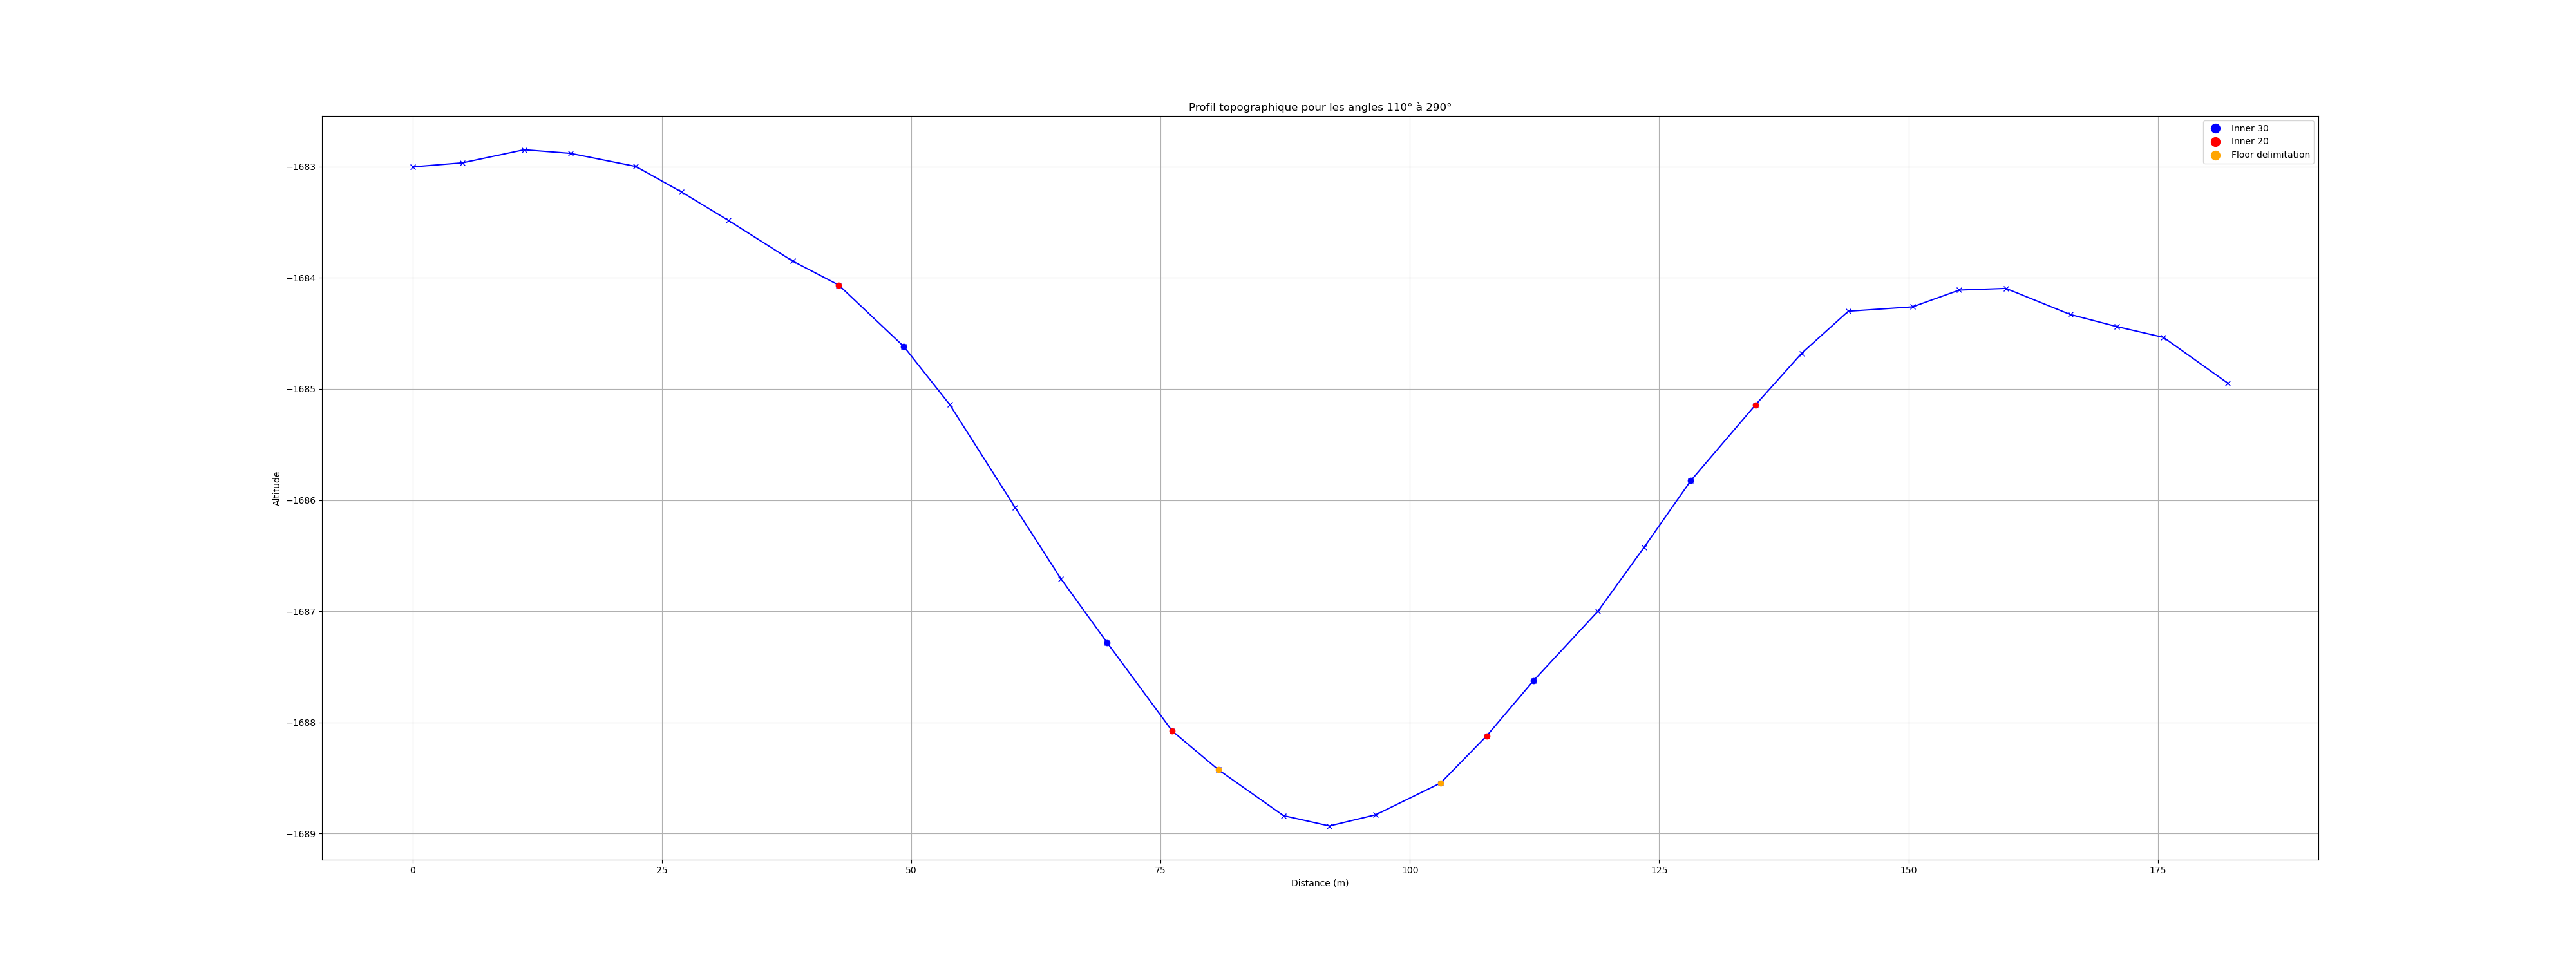 Profil topographique pour les angles 110° à 290°
Inner 30
Inner 20
Floor delimitation
−1683
−1684
−1685
−1686
−1687
−1688
−1689
Altitude
0 25 50 75 100 125 150 175
Distance (m)